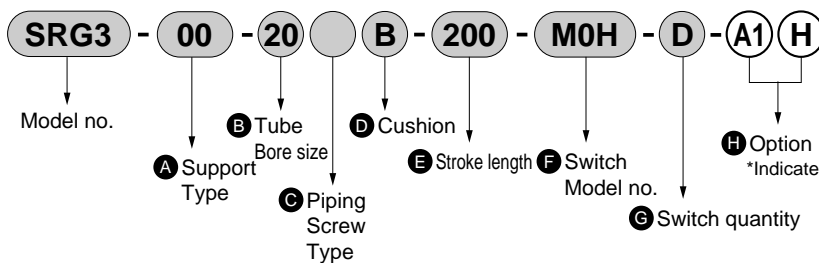 SRG3 - 00 - 20 B - 200 - M0H - D - A1 H
Model no.
A Support
Type
B Tube
Bore size
C Piping
Screw
Type
D Cushion
E Stroke length
F Switch
Model no.
G Switch quantity
H Option
*Indicate